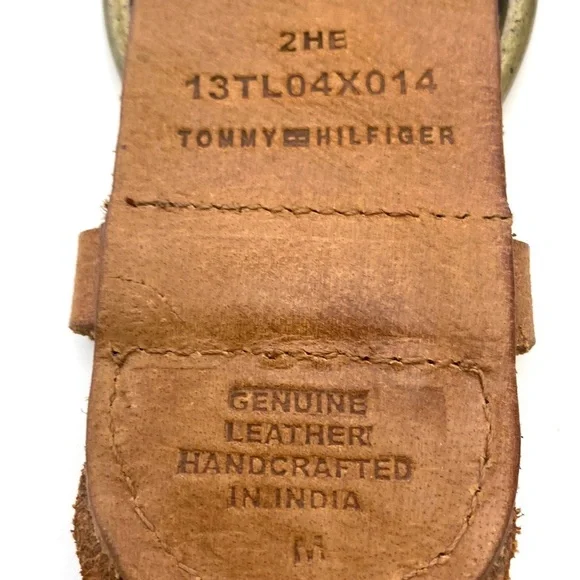 2HE
13TL04X014
TOMMY HILFIGER
GENUINE
LEATHER
HANDCRAFTED
IN INDIA
M